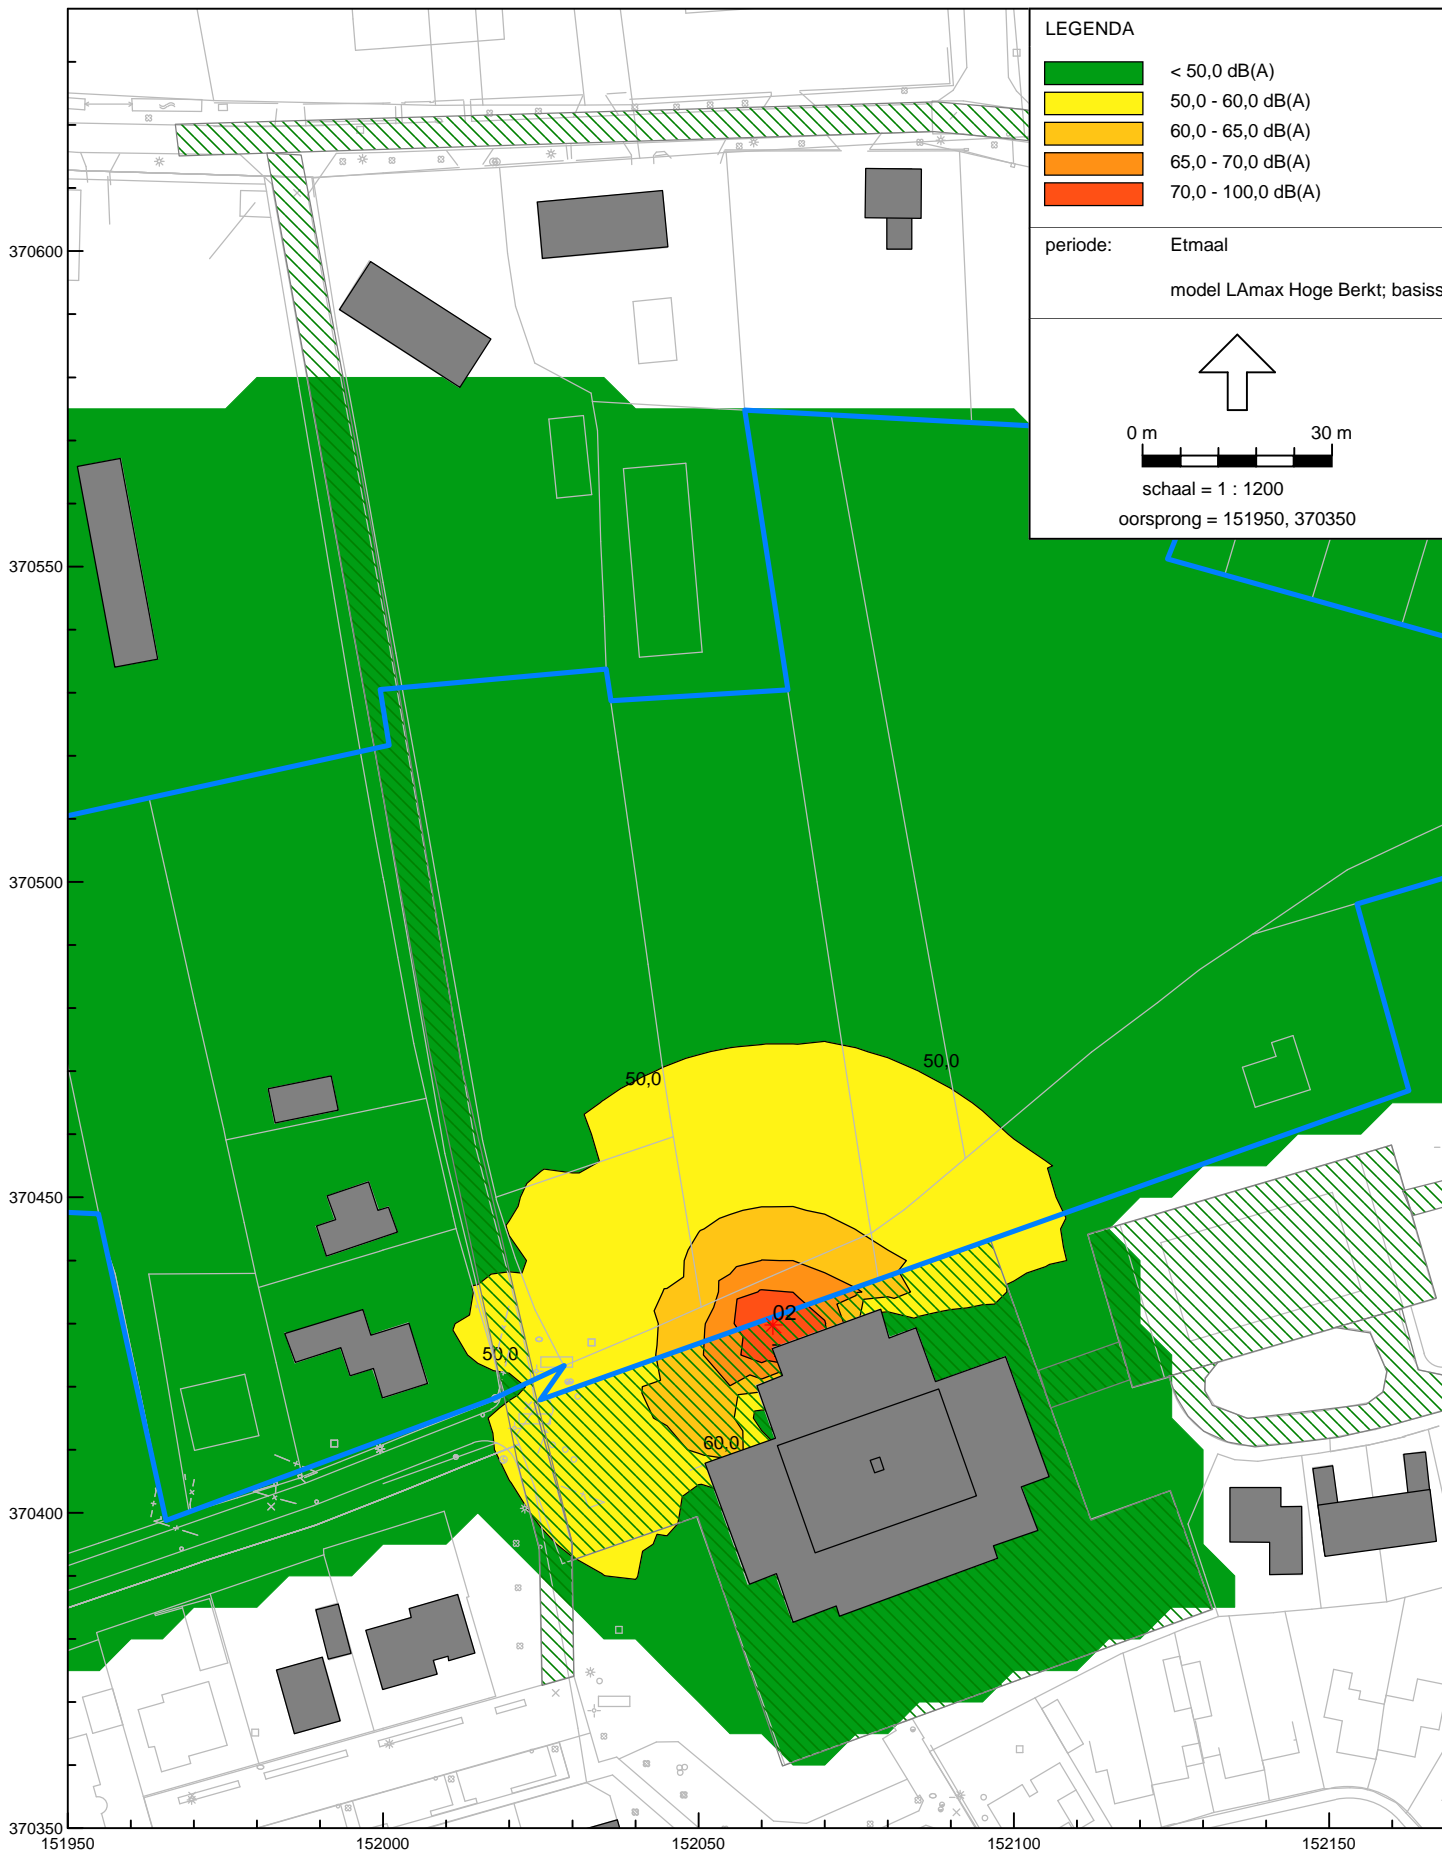 LEGENDA
< 50,0 dB(A)
50,0 - 60,0 dB(A)
60,0 - 65,0 dB(A)
65,0 - 70,0 dB(A)
70,0 - 100,0 dB(A)
periode: Etmaal
model LAmax Hoge Berkt; basiss
0 m 30 m
schaal = 1 : 1200
oorsprong = 151950, 370350
370600
370550
370500
50,0
50,0
370450
02
50,0
60,0
370400
370350
151950 152000 152050 152100 152150